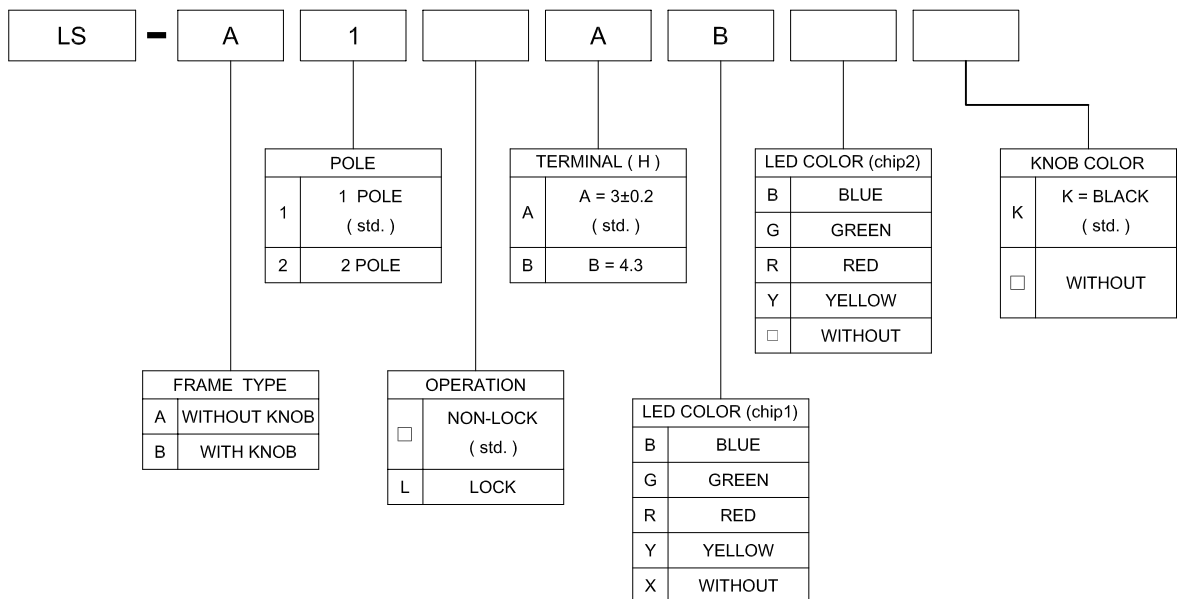 LS - A 1 □ A B □ □
POLE
1 1 POLE
( std. )
2 2 POLE
TERMINAL ( H )
A A = 3±0.2
( std. )
B B = 4.3
LED COLOR (chip2)
B BLUE
G GREEN
R RED
Y YELLOW
□ WITHOUT
KNOB COLOR
K K = BLACK
( std. )
□ WITHOUT
FRAME TYPE
A WITHOUT KNOB
B WITH KNOB
OPERATION
□ NON-LOCK
( std. )
L LOCK
LED COLOR (chip1)
B BLUE
G GREEN
R RED
Y YELLOW
X WITHOUT